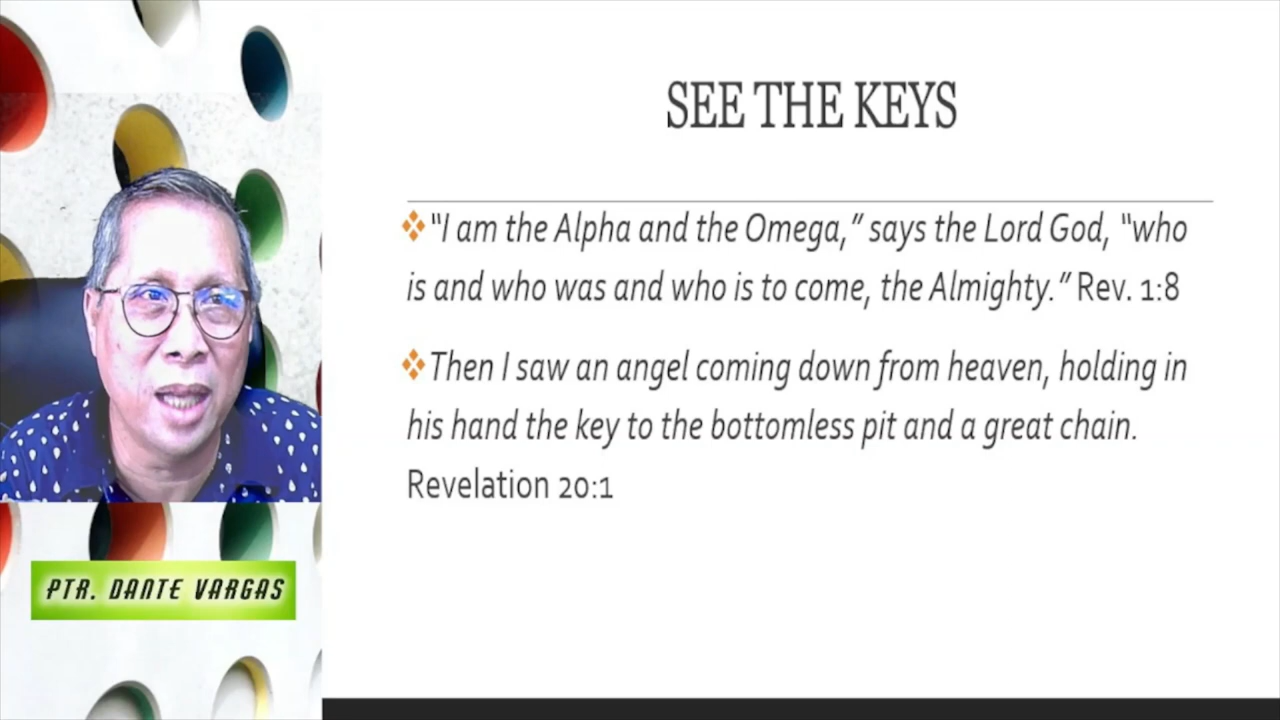 SEE THE KEYS
❖“I am the Alpha and the Omega,” says the Lord God, “who
is and who was and who is to come, the Almighty.” Rev. 1:8
❖Then I saw an angel coming down from heaven, holding in
his hand the key to the bottomless pit and a great chain.
Revelation 20:1
PTR. DANTE VARGAS